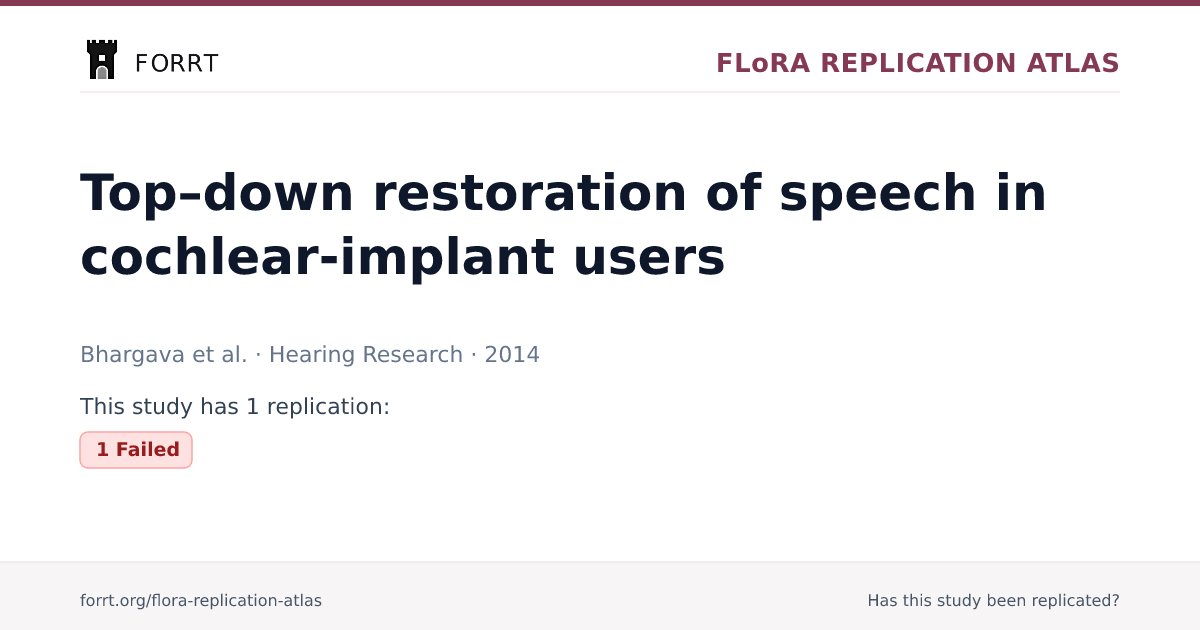 FORRT
FLoRA REPLICATION ATLAS
Top–down restoration of speech in
cochlear-implant users
Bhargava et al. · Hearing Research · 2014
This study has 1 replication:
1 Failed
forrt.org/flora-replication-atlas
Has this study been replicated?